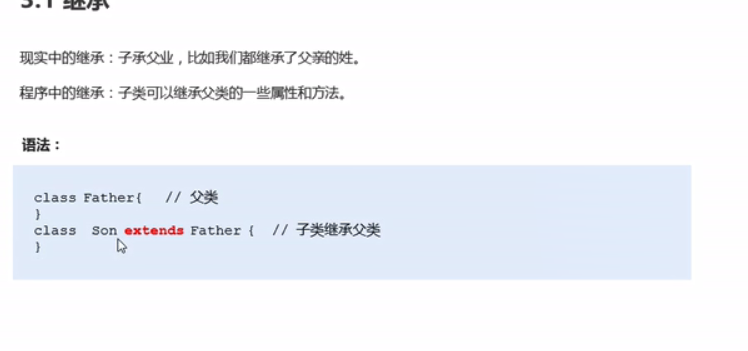 3.1 继承
现实中的继承：子承父业，比如我们都继承了父亲的姓。
程序中的继承：子类可以继承父类的一些属性和方法。
语法：
class Father{ // 父类
}
class Son extends Father { // 子类继承父类
}